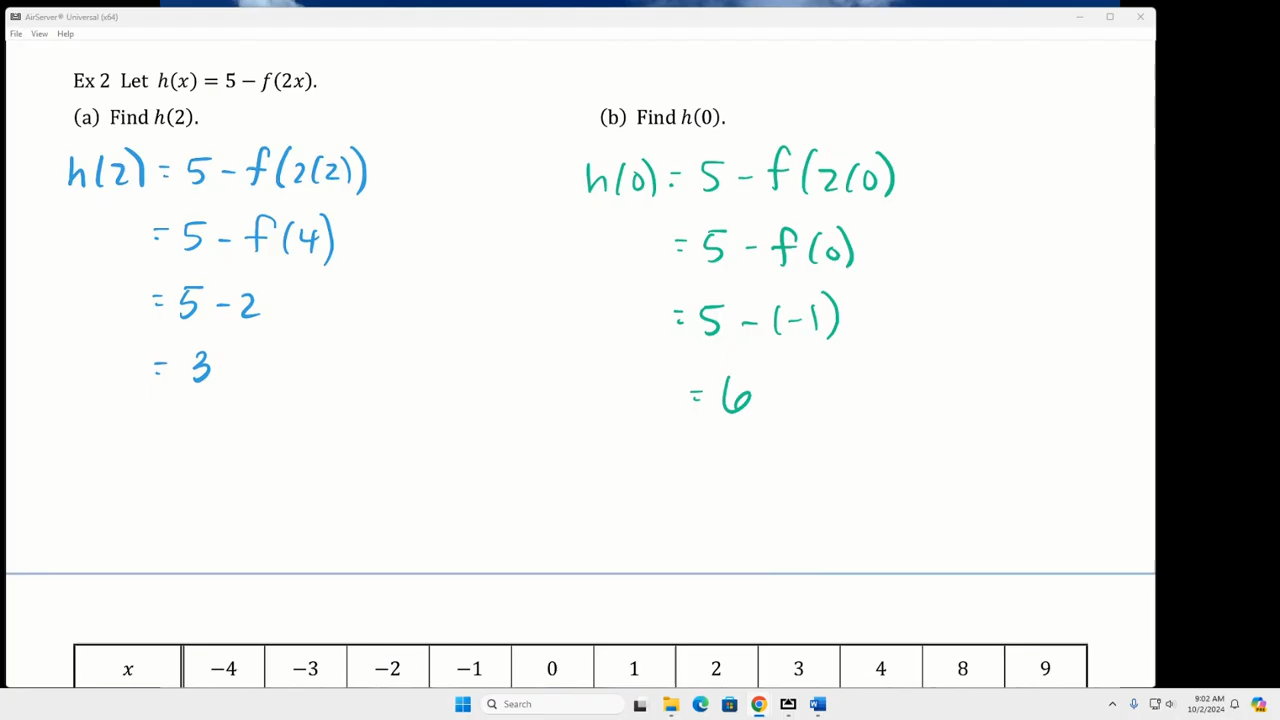 AirServer® Universal (x64)
File View Help
Ex 2 Let h(x) = 5 − f(2x).
(a) Find h(2).
h(2) = 5 - f(2(2))
= 5 - f(4)
= 5 - 2
= 3
(b) Find h(0).
h(0) = 5 - f(2(0)
= 5 - f(0)
= 5 - (-1)
= 6
x −4 −3 −2 −1 0 1 2 3 4 8 9
Search
9:02 AM
10/2/2024